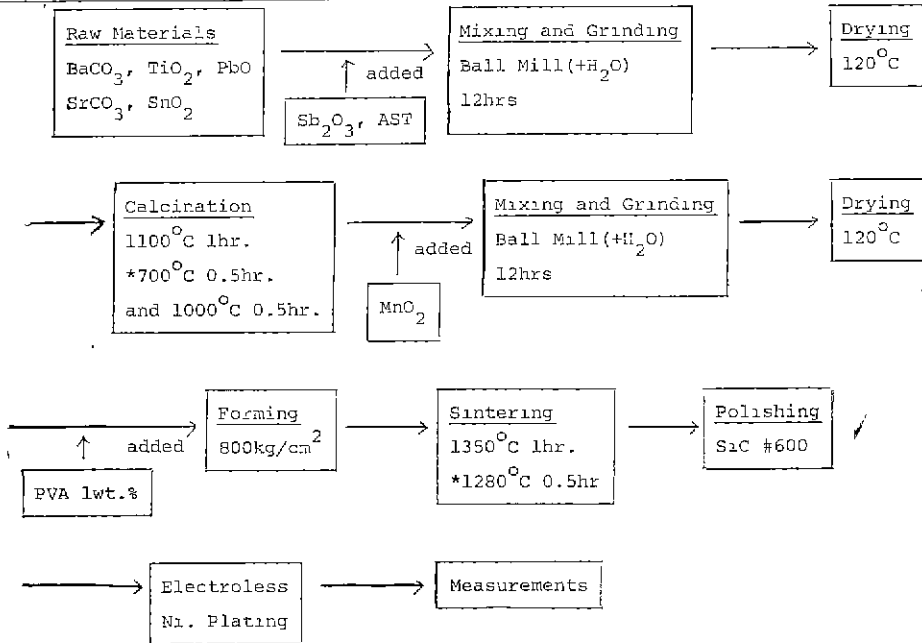 Raw Materials
BaCO3, TiO2, PbO
SrCO3, SnO2
added
Sb2O3, AST
Mixing and Grinding
Ball Mill(+H2O)
12hrs
Drying
120°C
Calcination
1100°C 1hr.
*700°C 0.5hr.
and 1000°C 0.5hr.
added
MnO2
Mixing and Grinding
Ball Mill(+H2O)
12hrs
Drying
120°C
added
PVA 1wt.%
Forming
800kg/cm2
Sintering
1350°C 1hr.
*1280°C 0.5hr
Polishing
SiC #600
Electroless
Ni. Plating
Measurements